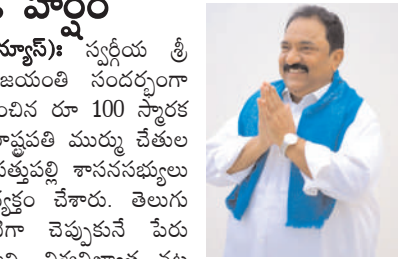 హర్షం
న్యూస్): స్వర్గీయ శ్రీ
జయంతి సందర్భంగా
చిన రూ 100 స్మారక
రాష్ట్రపతి ముర్ము చేతుల
సత్తుపల్లి శాసనసభ్యులు
వ్యక్తం చేశారు. తెలుగు
చెప్పుకునే పేరు